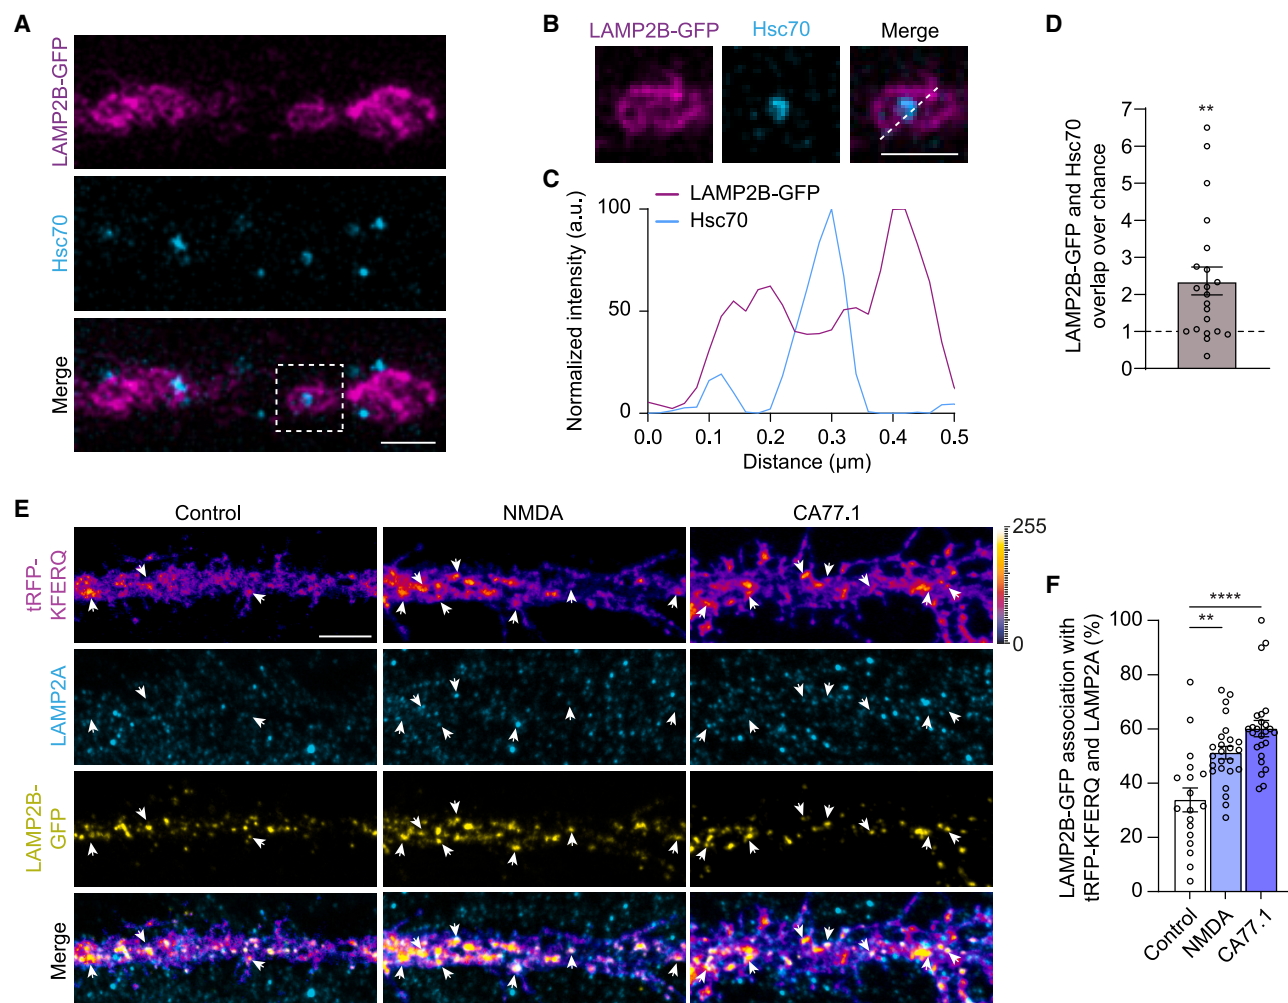 A
LAMP2B-GFP
Hsc70
Merge
B
LAMP2B-GFP
Hsc70
Merge
C
LAMP2B-GFP
Hsc70
Normalized intensity (a.u.)
100
50
0
0.0 0.1 0.2 0.3 0.4 0.5
Distance (µm)
D
LAMP2B-GFP and Hsc70
overlap over chance
**
7
6
5
4
3
2
1
0
E
Control
NMDA
CA77.1
tRFP-
KFERQ
LAMP2A
LAMP2B-
GFP
Merge
255
0
F
LAMP2B-GFP association with
tRFP-KFERQ and LAMP2A (%)
****
**
100
80
60
40
20
0
Control
NMDA
CA77.1